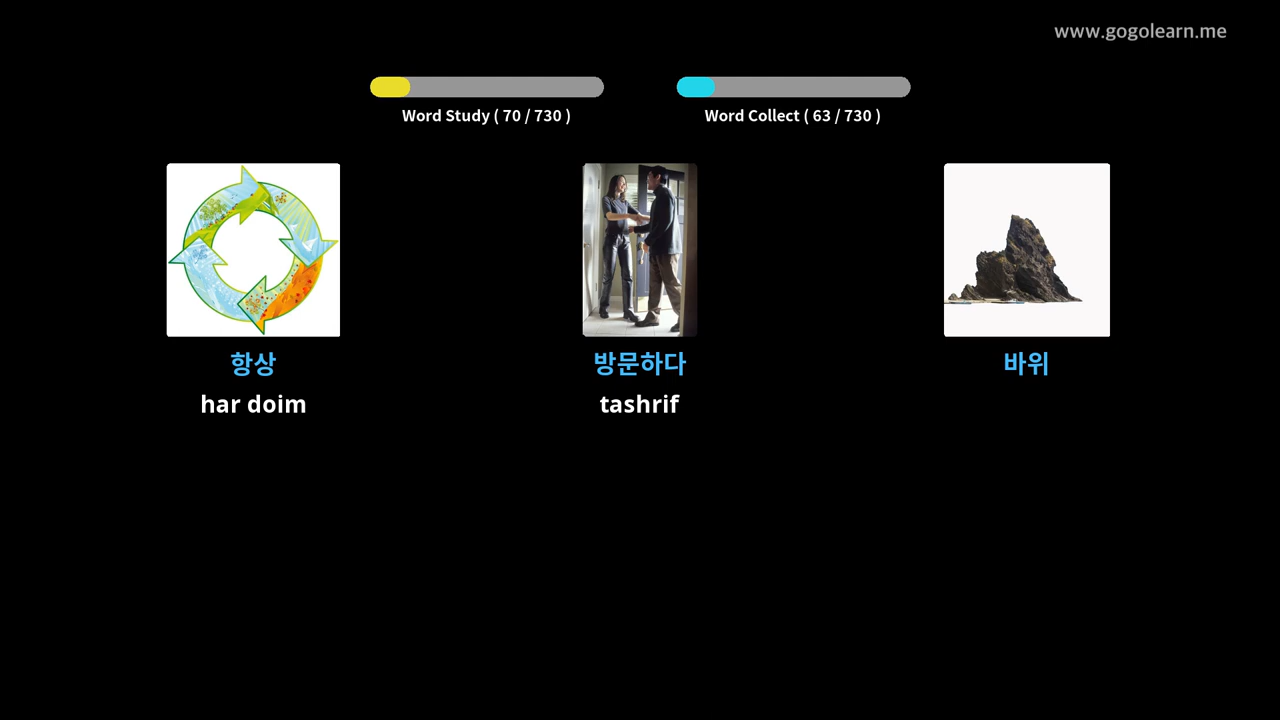 www.gogolearn.me
Word Study ( 70 / 730 )
Word Collect ( 63 / 730 )
항상
방문하다
바위
har doim
tashrif